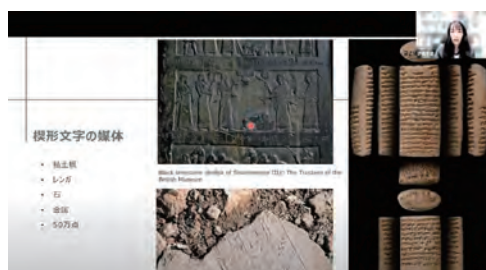 楔形文字の媒体
• 粘土板
• レンガ
• 石
• 金属
• 50万点
Black limestone obelisk of Shalmaneser III(c) The Trustees of the
British Museum